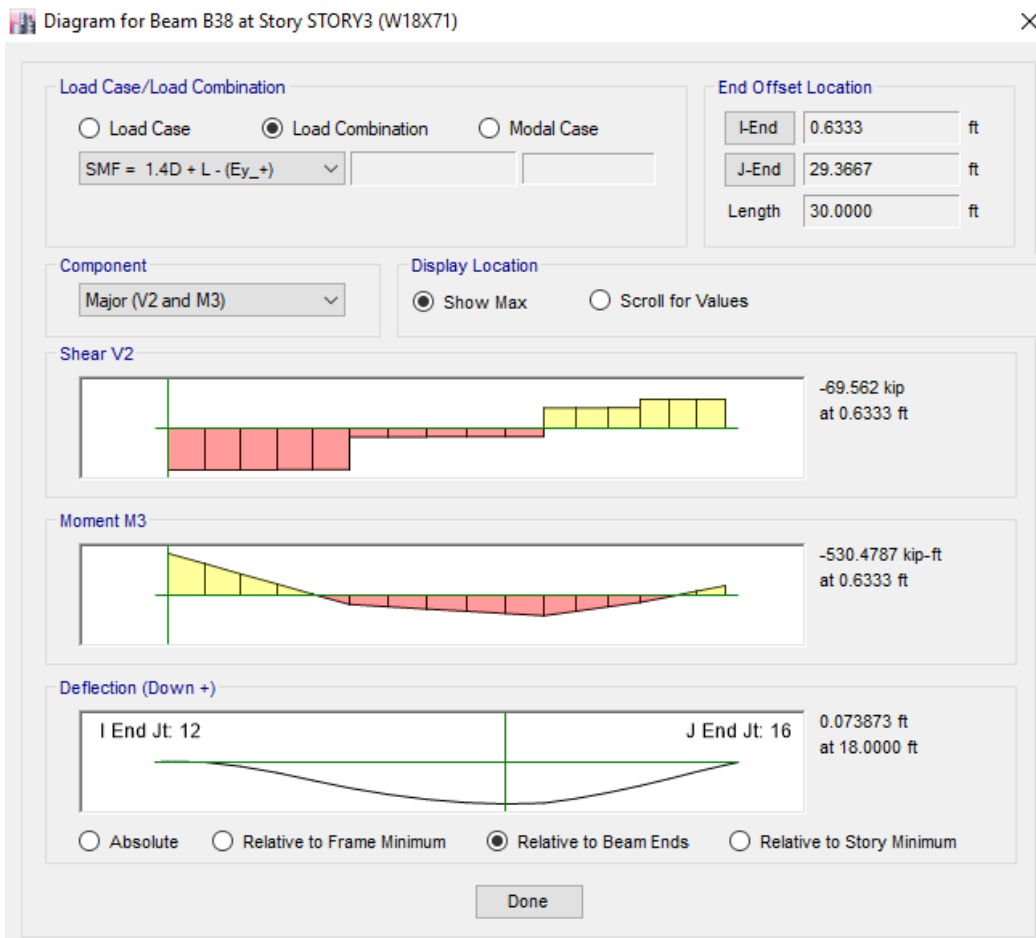 Diagram for Beam B38 at Story STORY3 (W18X71)
Load Case/Load Combination
Load Case
Load Combination
Modal Case
SMF = 1.4D + L - (Ey_+)
End Offset Location
I-End 0.6333 ft
J-End 29.3667 ft
Length 30.0000 ft
Component
Major (V2 and M3)
Display Location
Show Max
Scroll for Values
Shear V2
-69.562 kip
at 0.6333 ft
Moment M3
-530.4787 kip-ft
at 0.6333 ft
Deflection (Down +)
I End Jt: 12
J End Jt: 16
0.073873 ft
at 18.0000 ft
Absolute
Relative to Frame Minimum
Relative to Beam Ends
Relative to Story Minimum
Done